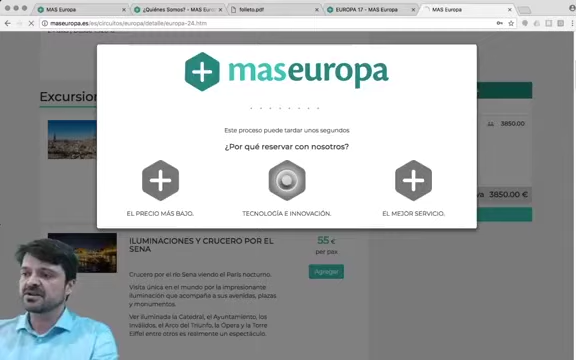 MAS Europa
¿Quiénes Somos? - MAS Euro
folleto.pdf
EUROPA 17 - MAS Europa
MAS Europa
maseuropa.es/es/circuitos/europa/detalle/europa-24.htm
Excursion
maseuropa
Este proceso puede tardar unos segundos
¿Por qué reservar con nosotros?
EL PRECIO MÁS BAJO.
TECNOLOGÍA E INNOVACIÓN.
EL MEJOR SERVICIO.
3850.00
3850.00 €
ILUMINACIONES Y CRUCERO POR EL
SENA
55 €
per pax
Agregar
Crucero por el río Sena viendo el París nocturno.
Visita única en el mundo por la impresionante
iluminación que acompaña a sus avenidas, plazas
y monumentos.
Ver iluminada la Catedral, el Ayuntamiento, los
Inválidos, el Arco del Triunfo, la Opera y la Torre
Eiffel entre otros es realmente un espectáculo.